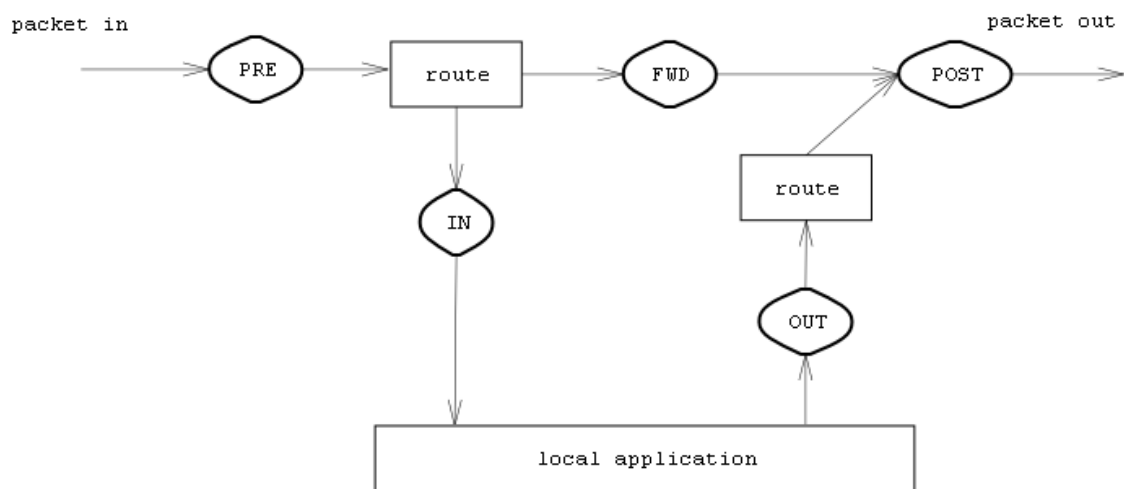 packet in
packet out
PRE
route
FWD
POST
route
IN
OUT
local application